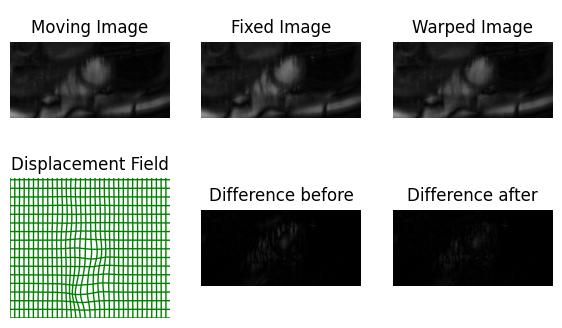 Moving Image
Fixed Image
Warped Image
Displacement Field
Difference before
Difference after